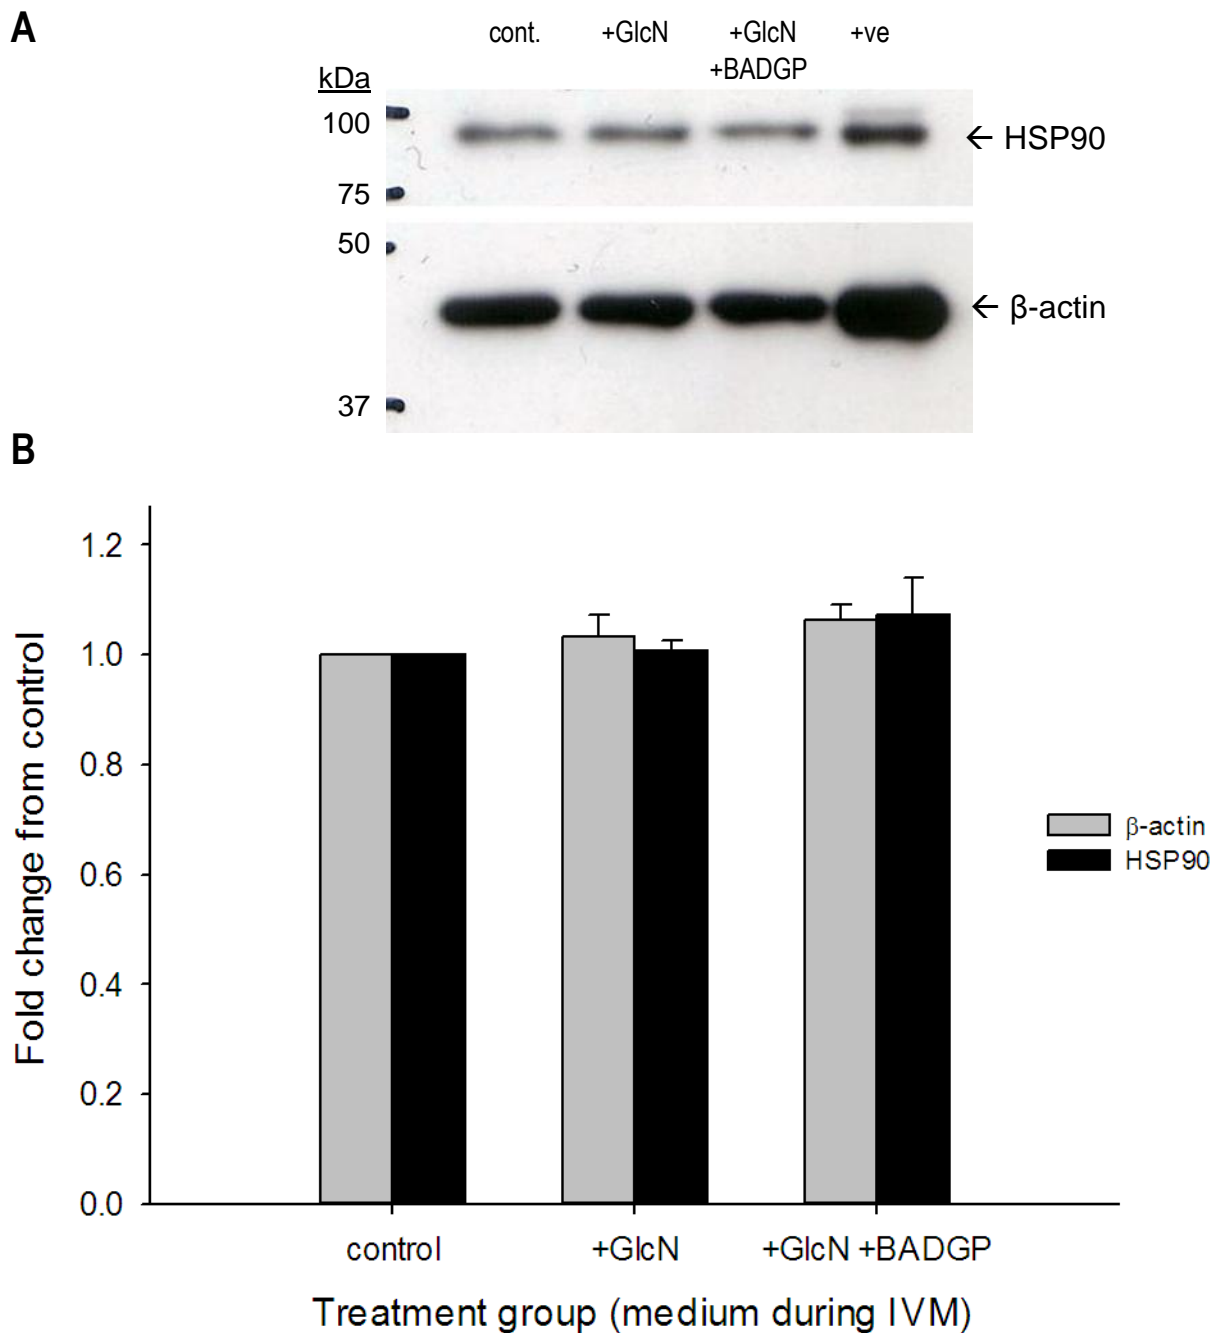 A
cont.
+GlcN
+GlcN
+BADGP
+ve
kDa
100
75
50
37
← HSP90
← β-actin
B
Fold change from control
1.2
1.0
0.8
0.6
0.4
0.2
0.0
control
+GlcN
+GlcN +BADGP
Treatment group (medium during IVM)
β-actin
HSP90